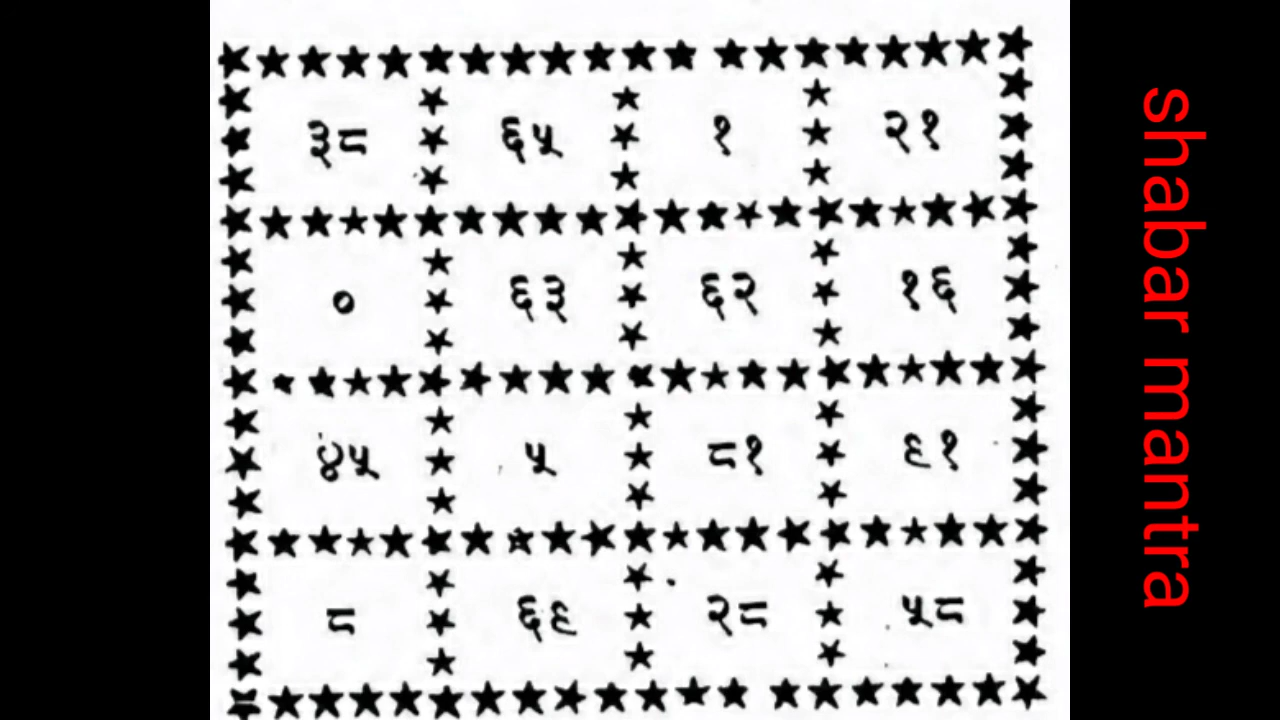 ३८ ६५ १ २१
० ६३ ६२ १६
४५ ५ ८१ ६१
८ ६६ २८ ५८
shabar mantra